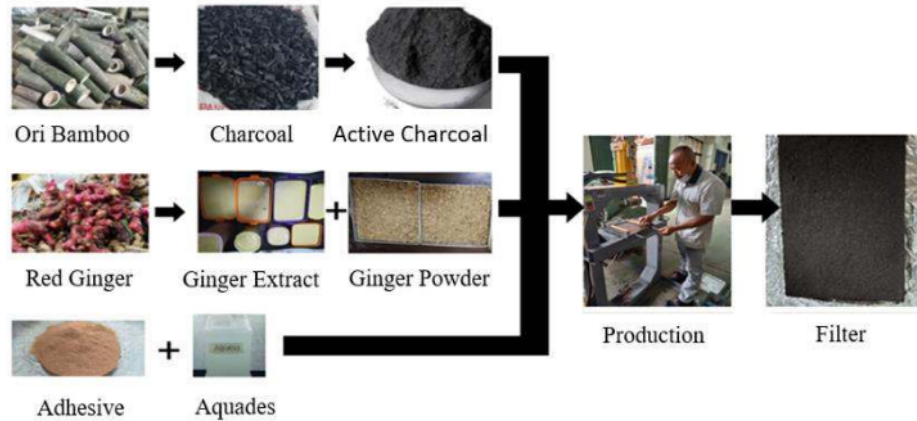 Ori Bamboo
Charcoal
Active Charcoal
Red Ginger
Ginger Extract
+
Ginger Powder
Production
Filter
+
Adhesive
Aquades